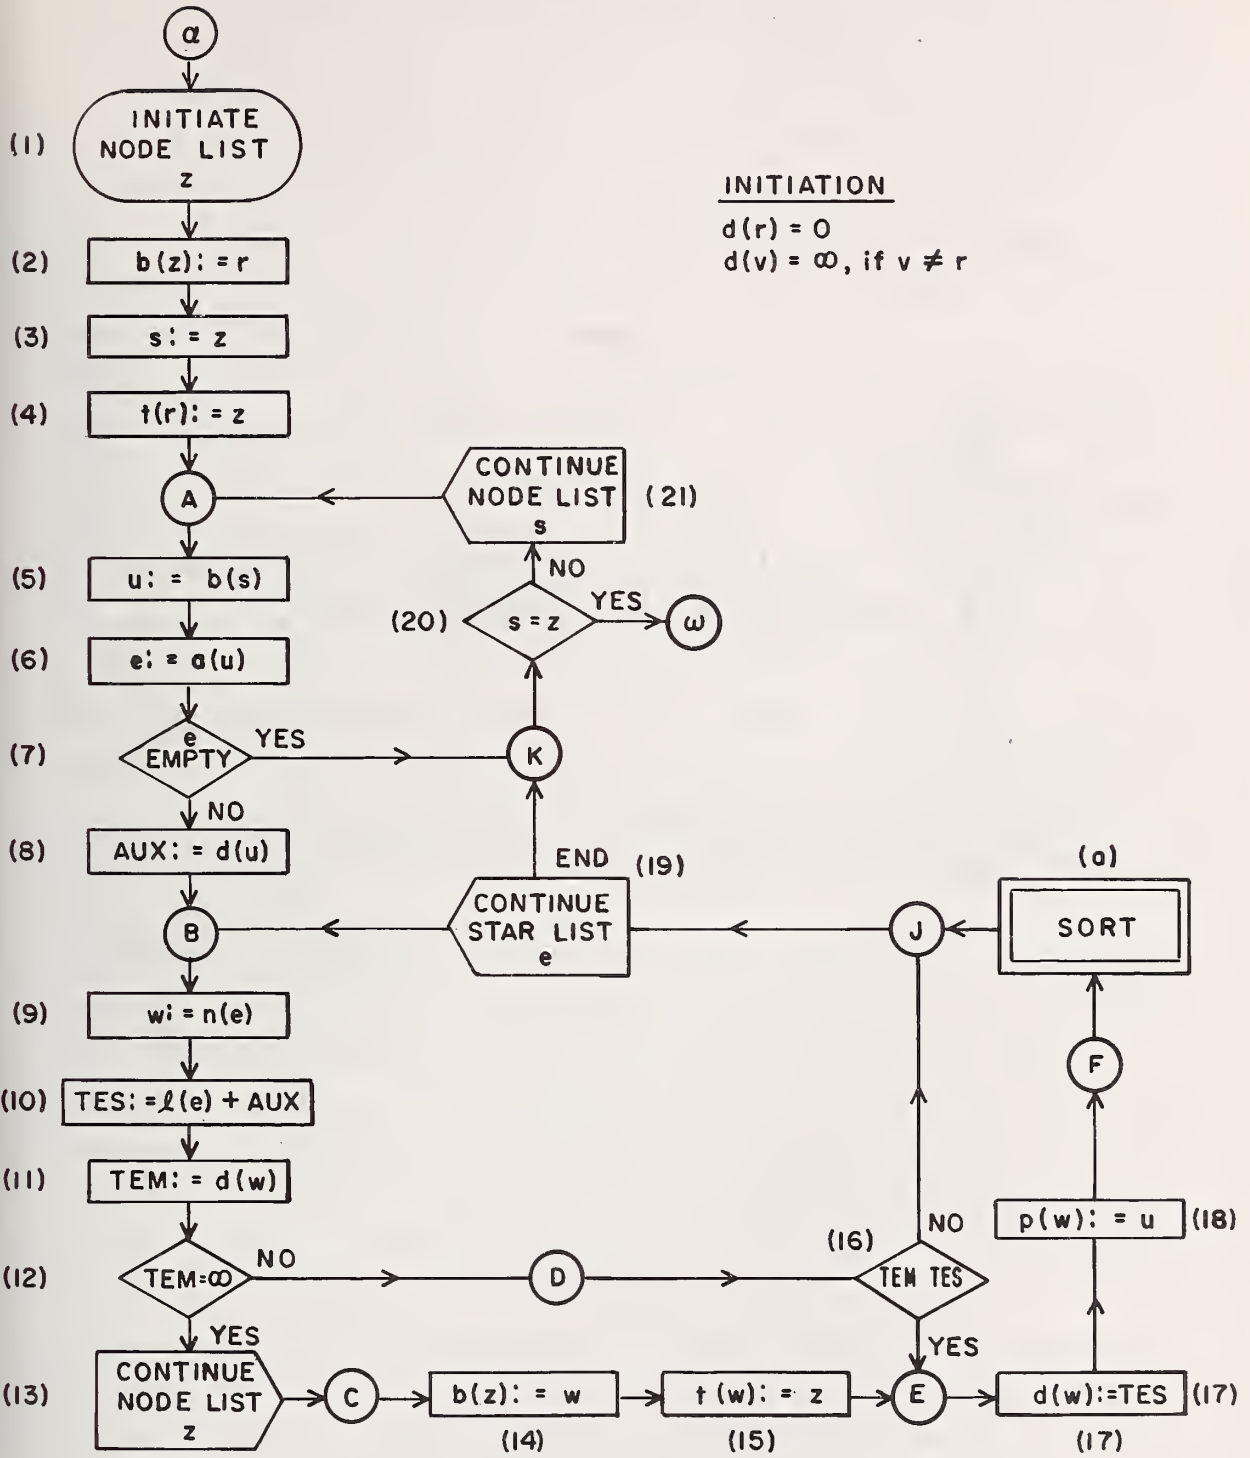 α
(1)
INITIATE
NODE LIST
z
INITIATION
d(r) = 0
d(v) = ∞, if v ≠ r
(2)
b(z): = r
(3)
s: = z
(4)
t(r): = z
A
CONTINUE
NODE LIST
s
(21)
(5)
u: = b(s)
NO
(20)
s = z
YES
ω
(6)
e: = a(u)
(7)
e
EMPTY
YES
K
NO
(8)
AUX: = d(u)
END
(19)
(a)
B
CONTINUE
STAR LIST
e
J
SORT
(9)
w: = n(e)
F
(10)
TES: = ℓ(e) + AUX
(11)
TEM: = d(w)
NO
p(w): = u
(18)
(12)
TEM=∞
NO
D
(16)
TEM TES
YES
YES
(13)
CONTINUE
NODE LIST
z
C
b(z): = w
t(w): = z
E
d(w):=TES
(17)
(14)
(15)
(17)